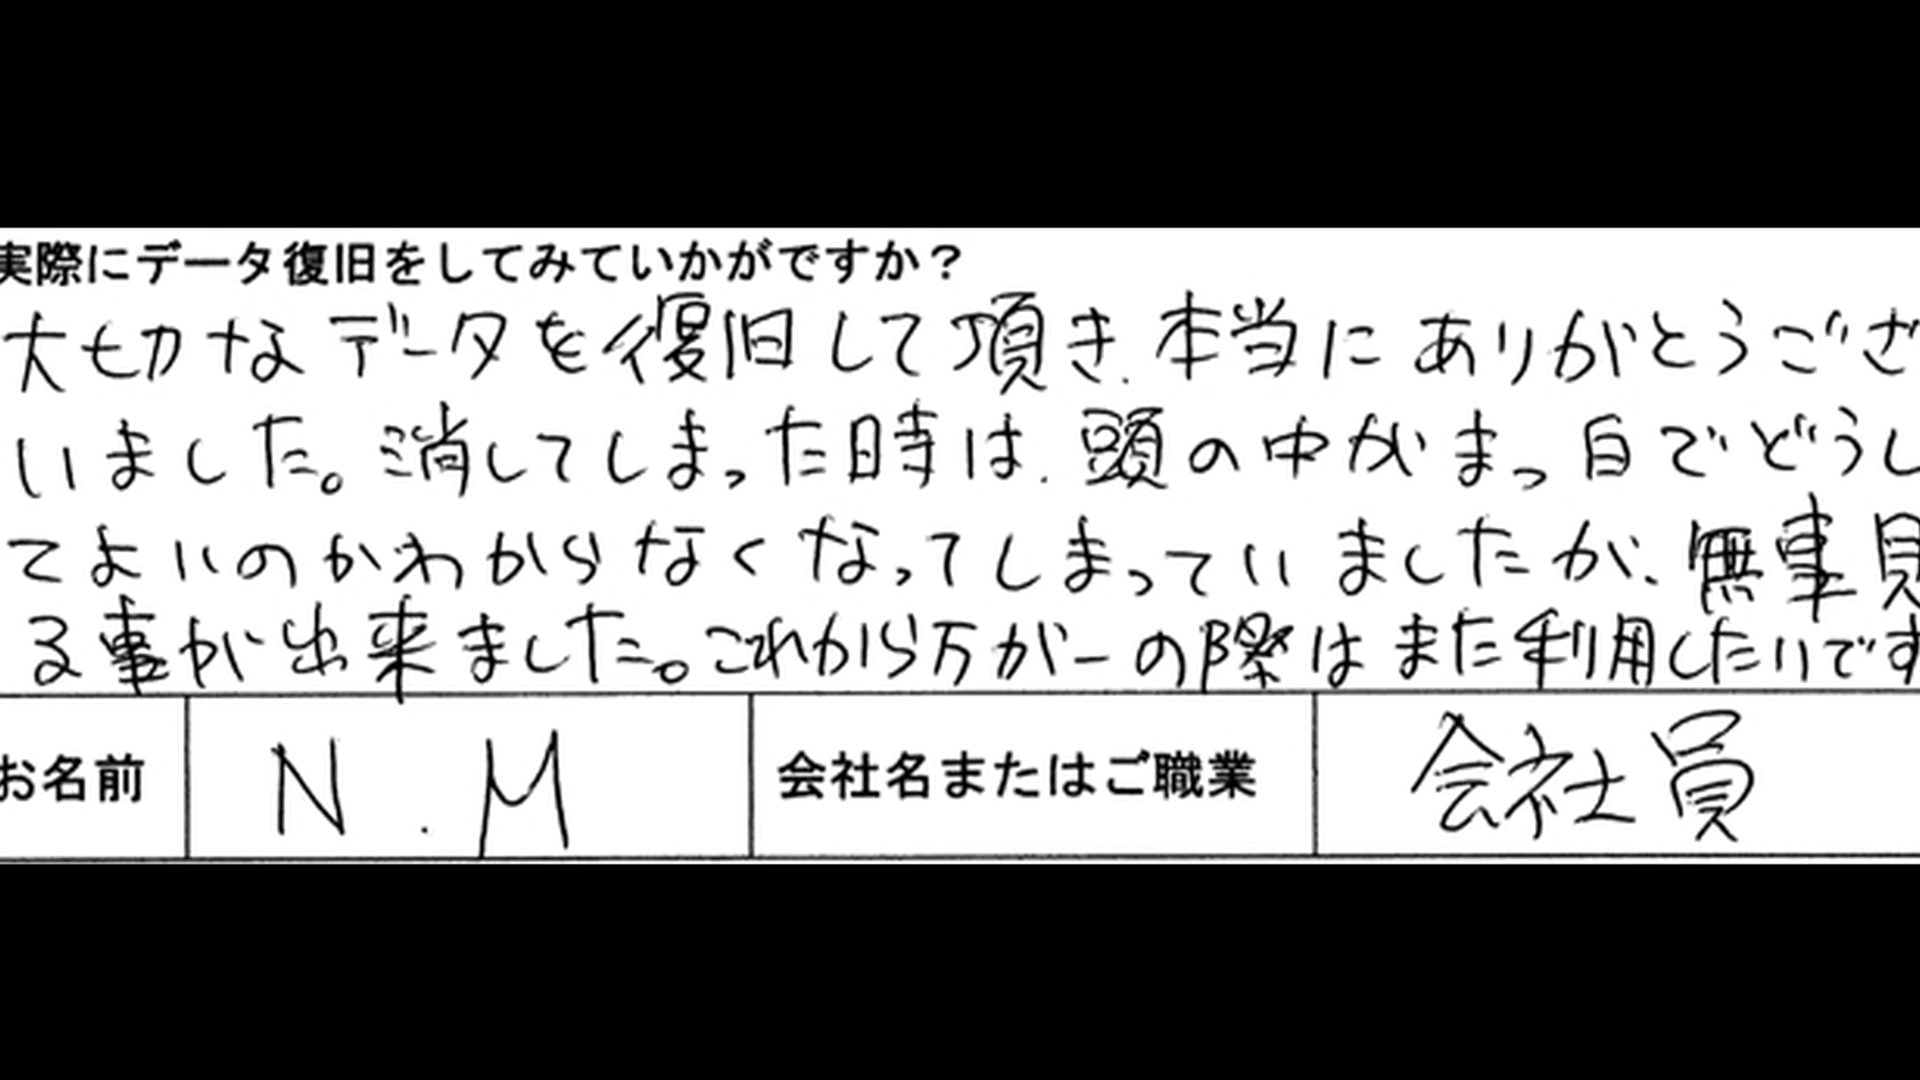 実際にデータ復旧をしてみていかがですか？
大切なデータを復旧して頂き、本当にありがとうござ
いました。消してしまった時は、頭の中がまっ白でどうし
てよいのかわからなくなってしまっていましたが、無事見
る事が出来ました。これから万が一の際はまた利用したいです
お名前 N.M 会社名またはご職業 会社員